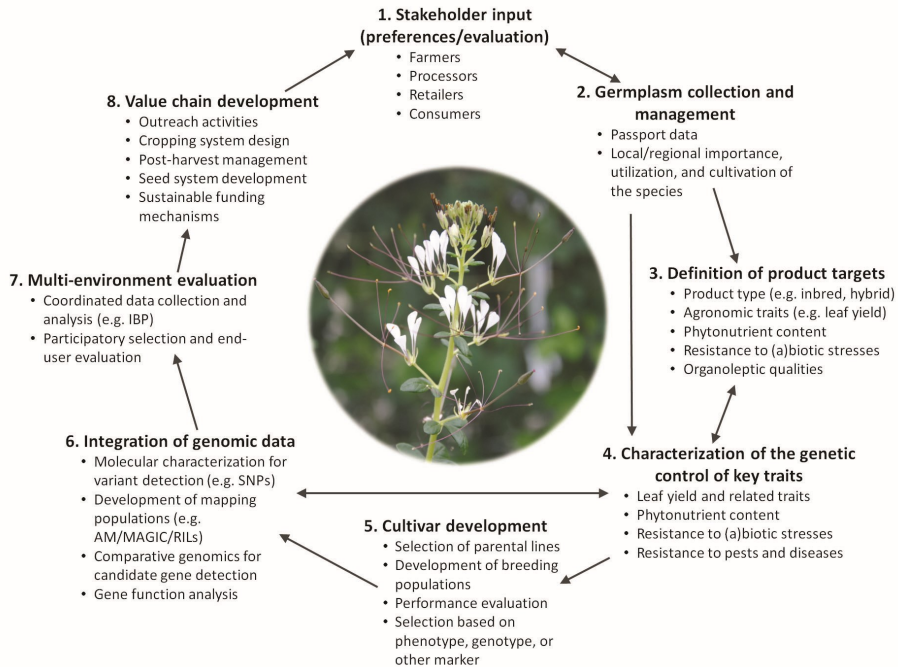 1. Stakeholder input
(preferences/evaluation)
• Farmers
• Processors
• Retailers
• Consumers
2. Germplasm collection and
management
• Passport data
• Local/regional importance,
utilization, and cultivation of
the species
3. Definition of product targets
• Product type (e.g. inbred, hybrid)
• Agronomic traits (e.g. leaf yield)
• Phytonutrient content
• Resistance to (a)biotic stresses
• Organoleptic qualities
4. Characterization of the genetic
control of key traits
• Leaf yield and related traits
• Phytonutrient content
• Resistance to (a)biotic stresses
• Resistance to pests and diseases
5. Cultivar development
• Selection of parental lines
• Development of breeding
populations
• Performance evaluation
• Selection based on
phenotype, genotype, or
other marker
6. Integration of genomic data
• Molecular characterization for
variant detection (e.g. SNPs)
• Development of mapping
populations (e.g.
AM/MAGIC/RILs)
• Comparative genomics for
candidate gene detection
• Gene function analysis
7. Multi-environment evaluation
• Coordinated data collection and
analysis (e.g. IBP)
• Participatory selection and end-
user evaluation
8. Value chain development
• Outreach activities
• Cropping system design
• Post-harvest management
• Seed system development
• Sustainable funding
mechanisms